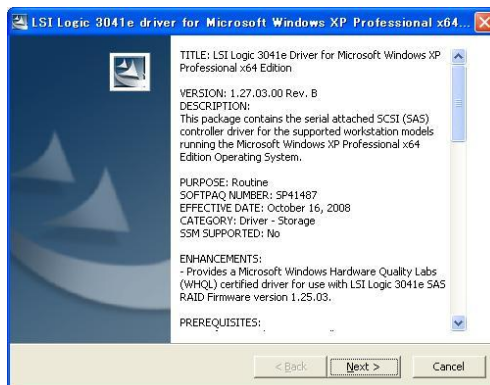 LSI Logic 3041e driver for Microsoft Windows XP Professional x64...
TITLE: LSI Logic 3041e Driver for Microsoft Windows XP
Professional x64 Edition
VERSION: 1.27.03.00 Rev. B
DESCRIPTION:
This package contains the serial attached SCSI (SAS)
controller driver for the supported workstation models
running the Microsoft Windows XP Professional x64
Edition Operating System.
PURPOSE: Routine
SOFTPAQ NUMBER: SP41487
EFFECTIVE DATE: October 16, 2008
CATEGORY: Driver - Storage
SSM SUPPORTED: No
ENHANCEMENTS:
- Provides a Microsoft Windows Hardware Quality Labs
(WHQL) certified driver for use with LSI Logic 3041e SAS
RAID Firmware version 1.25.03.
PREREQUISITES:
< Back
Next >
Cancel